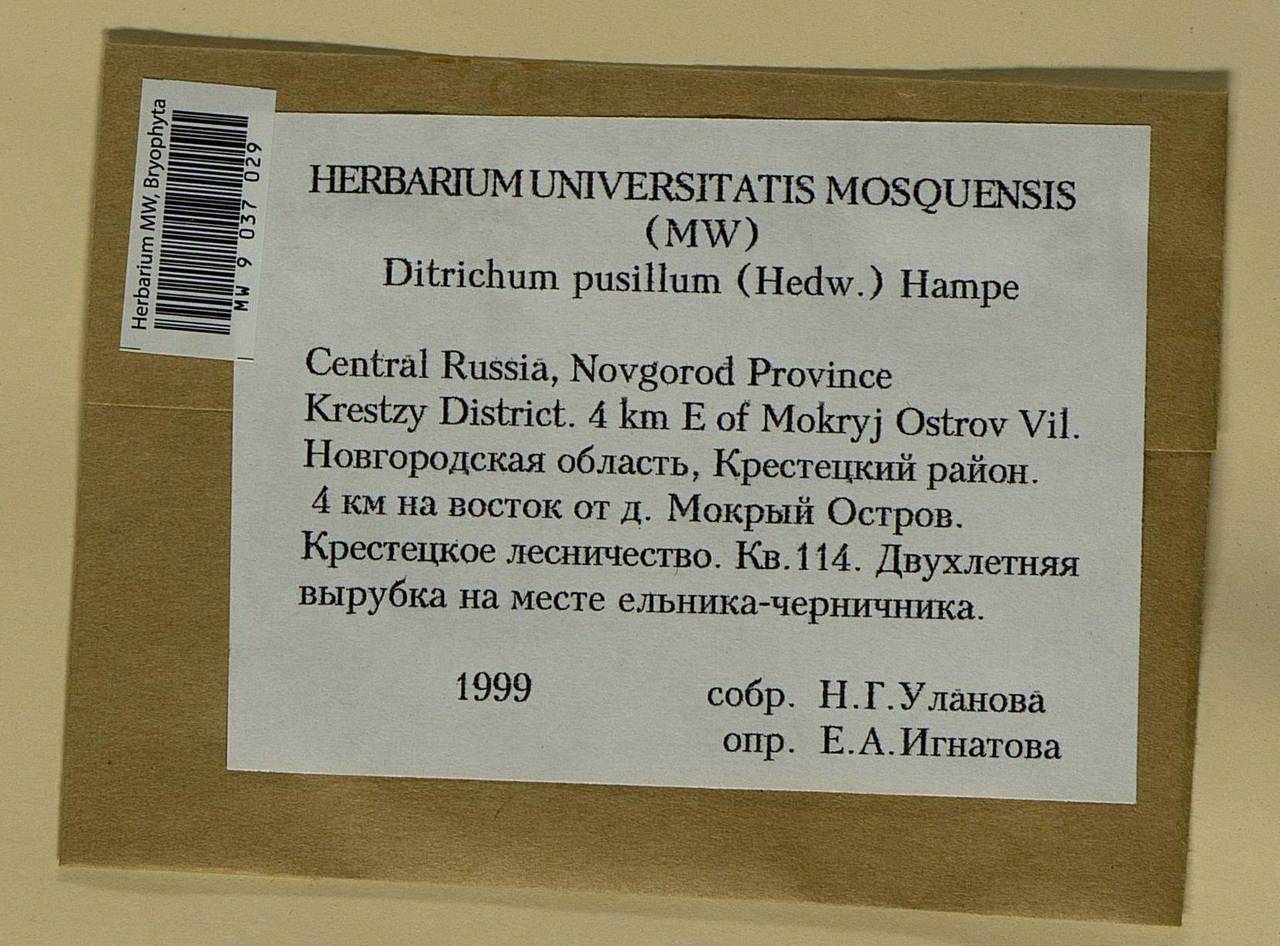 Herbarium MW, Bryophyta
MW 9 037 029
HERBARIUM UNIVERSITATIS MOSQUENSIS
(MW)
Ditrichum pusillum (Hedw.) Hampe
Central Russia, Novgorod Province
Krestzy District. 4 km E of Mokryj Ostrov Vil.
Новгородская область, Крестецкий район.
4 км на восток от д. Мокрый Остров.
Крестецкое лесничество. Кв.114. Двухлетняя
вырубка на месте ельника-черничника.
1999 собр. Н.Г.Уланова
опр. Е.А.Игнатова